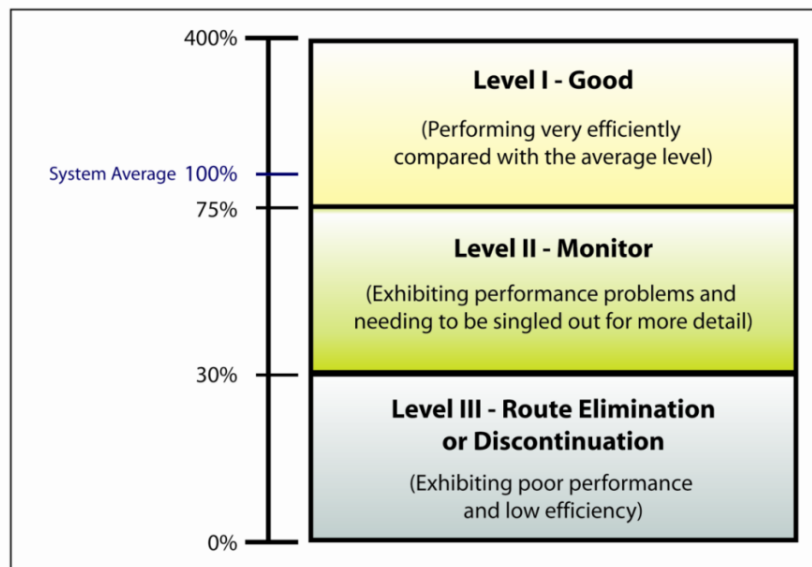 400%
Level I - Good
(Performing very efficiently
compared with the average level)
System Average 100%
75%
Level II - Monitor
(Exhibiting performance problems and
needing to be singled out for more detail)
30%
Level III - Route Elimination
or Discontinuation
(Exhibiting poor performance
and low efficiency)
0%